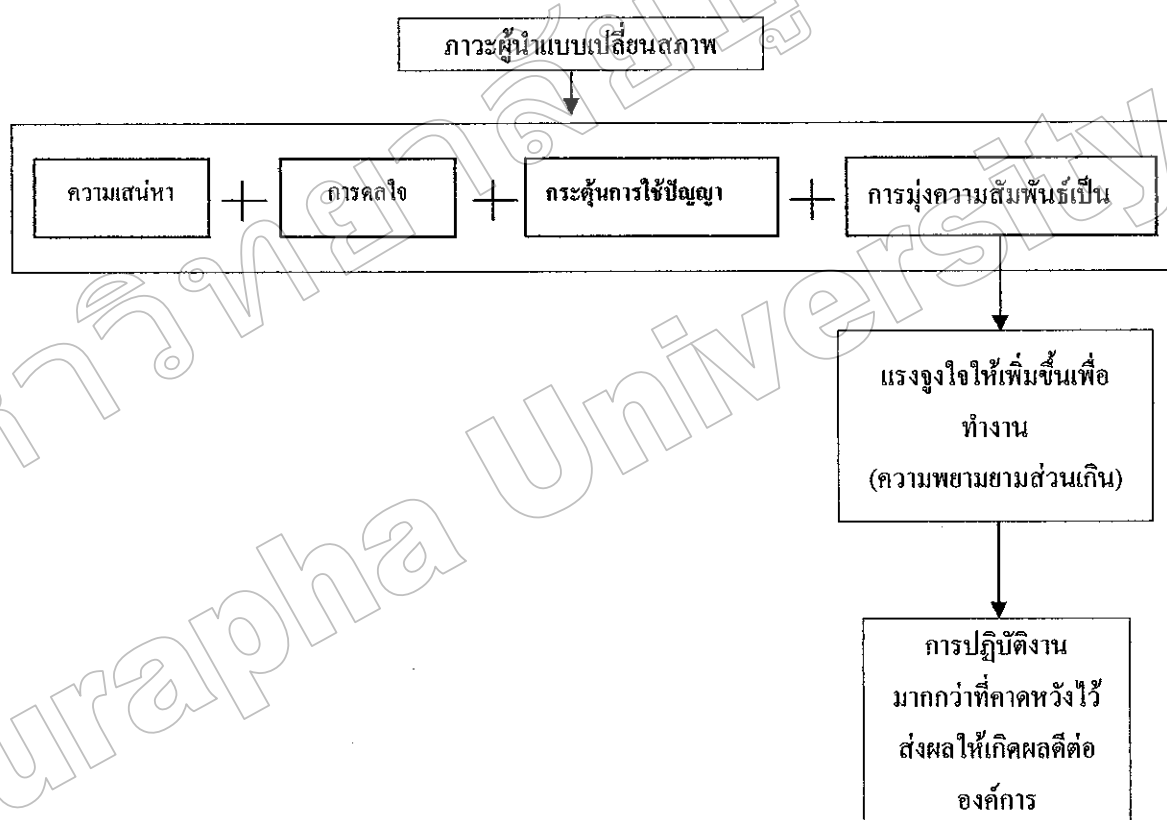 ภาวะผู้นำแบบเปลี่ยนสภาพ
ความเสน่หา + การดลใจ + กระตุ้นการใช้ปัญญา + การมุ่งความสัมพันธ์เป็น
แรงจูงใจให้เพิ่มขึ้นเพื่อ
ทำงาน
(ความพยามยามส่วนเกิน)
การปฏิบัติงาน
มากกว่าที่คาดหวังไว้
ส่งผลให้เกิดผลดีต่อ
องค์การ
urapha University